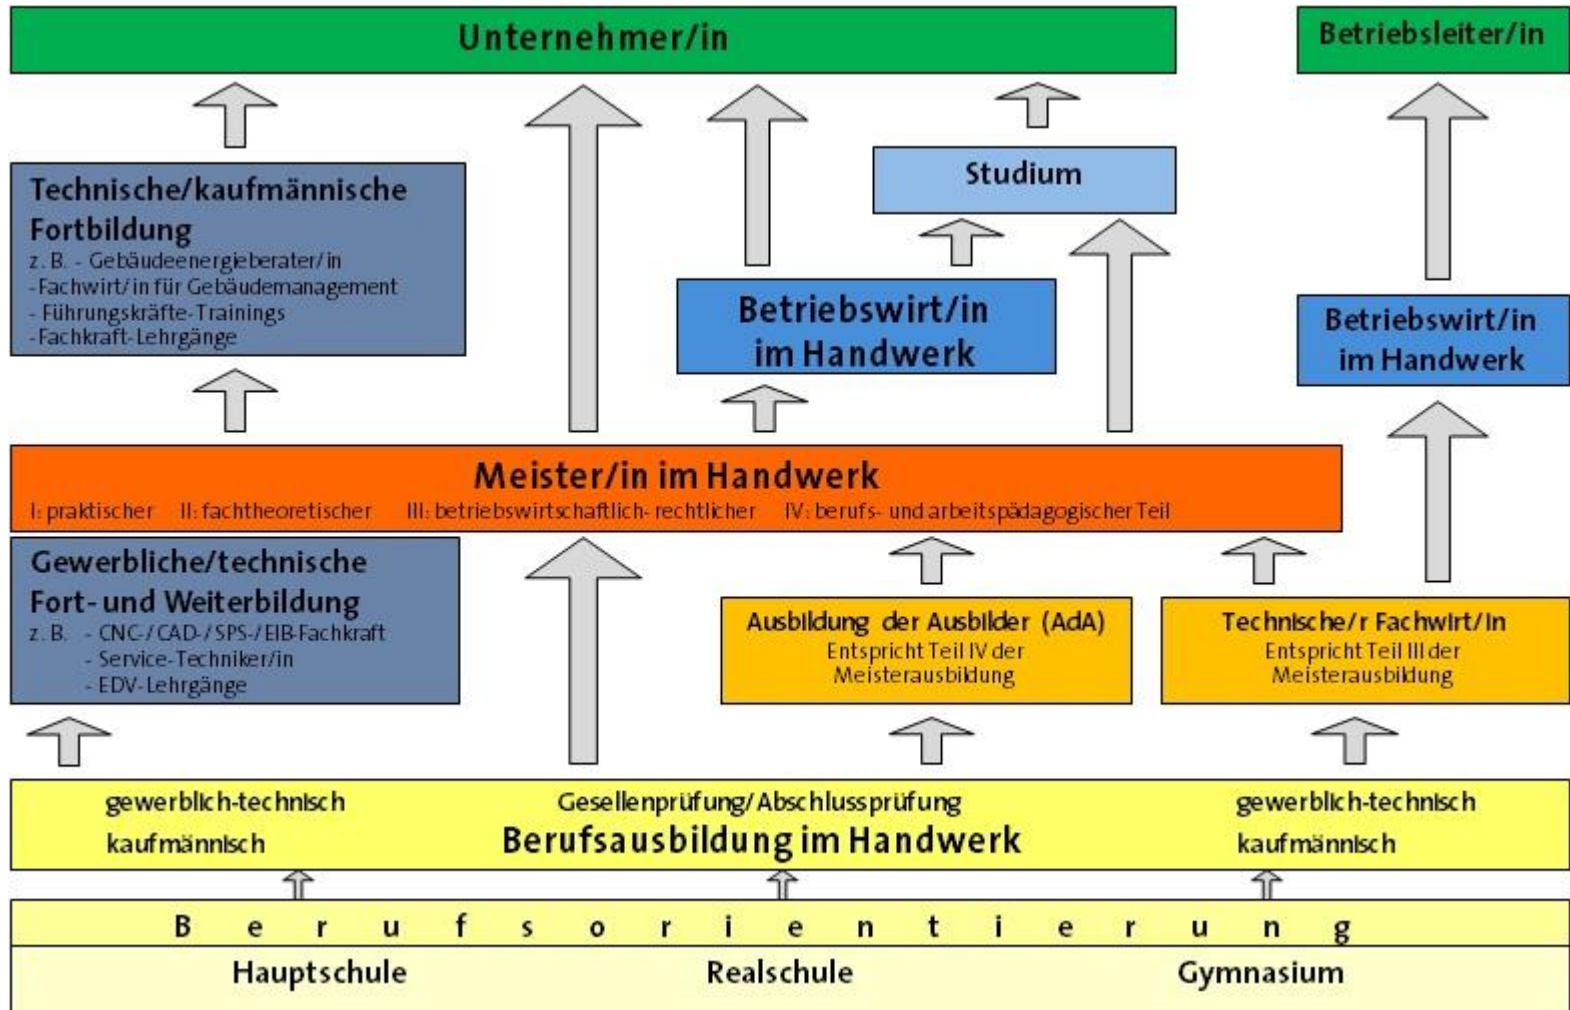 Unternehmer/in
Betriebsleiter/in
Studium
Technische/kaufmännische
Fortbildung
z. B. - Gebäudeenergieberater/in
-Fachwirt/in für Gebäudemanagement
- Führungskräfte-Trainings
-Fachkraft-Lehrgänge
Betriebswirt/in
im Handwerk
Betriebswirt/in
im Handwerk
Meister/in im Handwerk
I: praktischer II: fachtheoretischer III: betriebswirtschaftlich- rechtlicher IV: berufs- und arbeitspädagogischer Teil
Gewerbliche/technische
Fort- und Weiterbildung
z. B. - CNC-/CAD-/SPS-/EIB-Fachkraft
- Service-Techniker/in
- EDV-Lehrgänge
Ausbildung der Ausbilder (AdA)
Entspricht Teil IV der
Meisterausbildung
Technische/r Fachwirt/in
Entspricht Teil III der
Meisterausbildung
gewerblich-technisch Gesellenprüfung/Abschlussprüfung gewerblich-technisch
kaufmännisch Berufsausbildung im Handwerk kaufmännisch
B e r u f s o r i e n t i e r u n g
Hauptschule Realschule Gymnasium